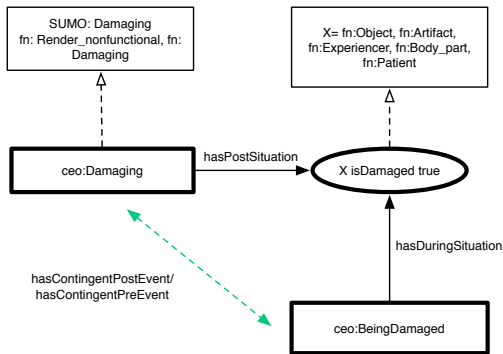 SUMO: Damaging
fn: Render_nonfunctional, fn:
Damaging
X= fn:Object, fn:Artifact,
fn:Experiencer, fn:Body_part,
fn:Patient
ceo:Damaging
hasPostSituation
X isDamaged true
hasDuringSituation
hasContingentPostEvent/
hasContingentPreEvent
ceo:BeingDamaged